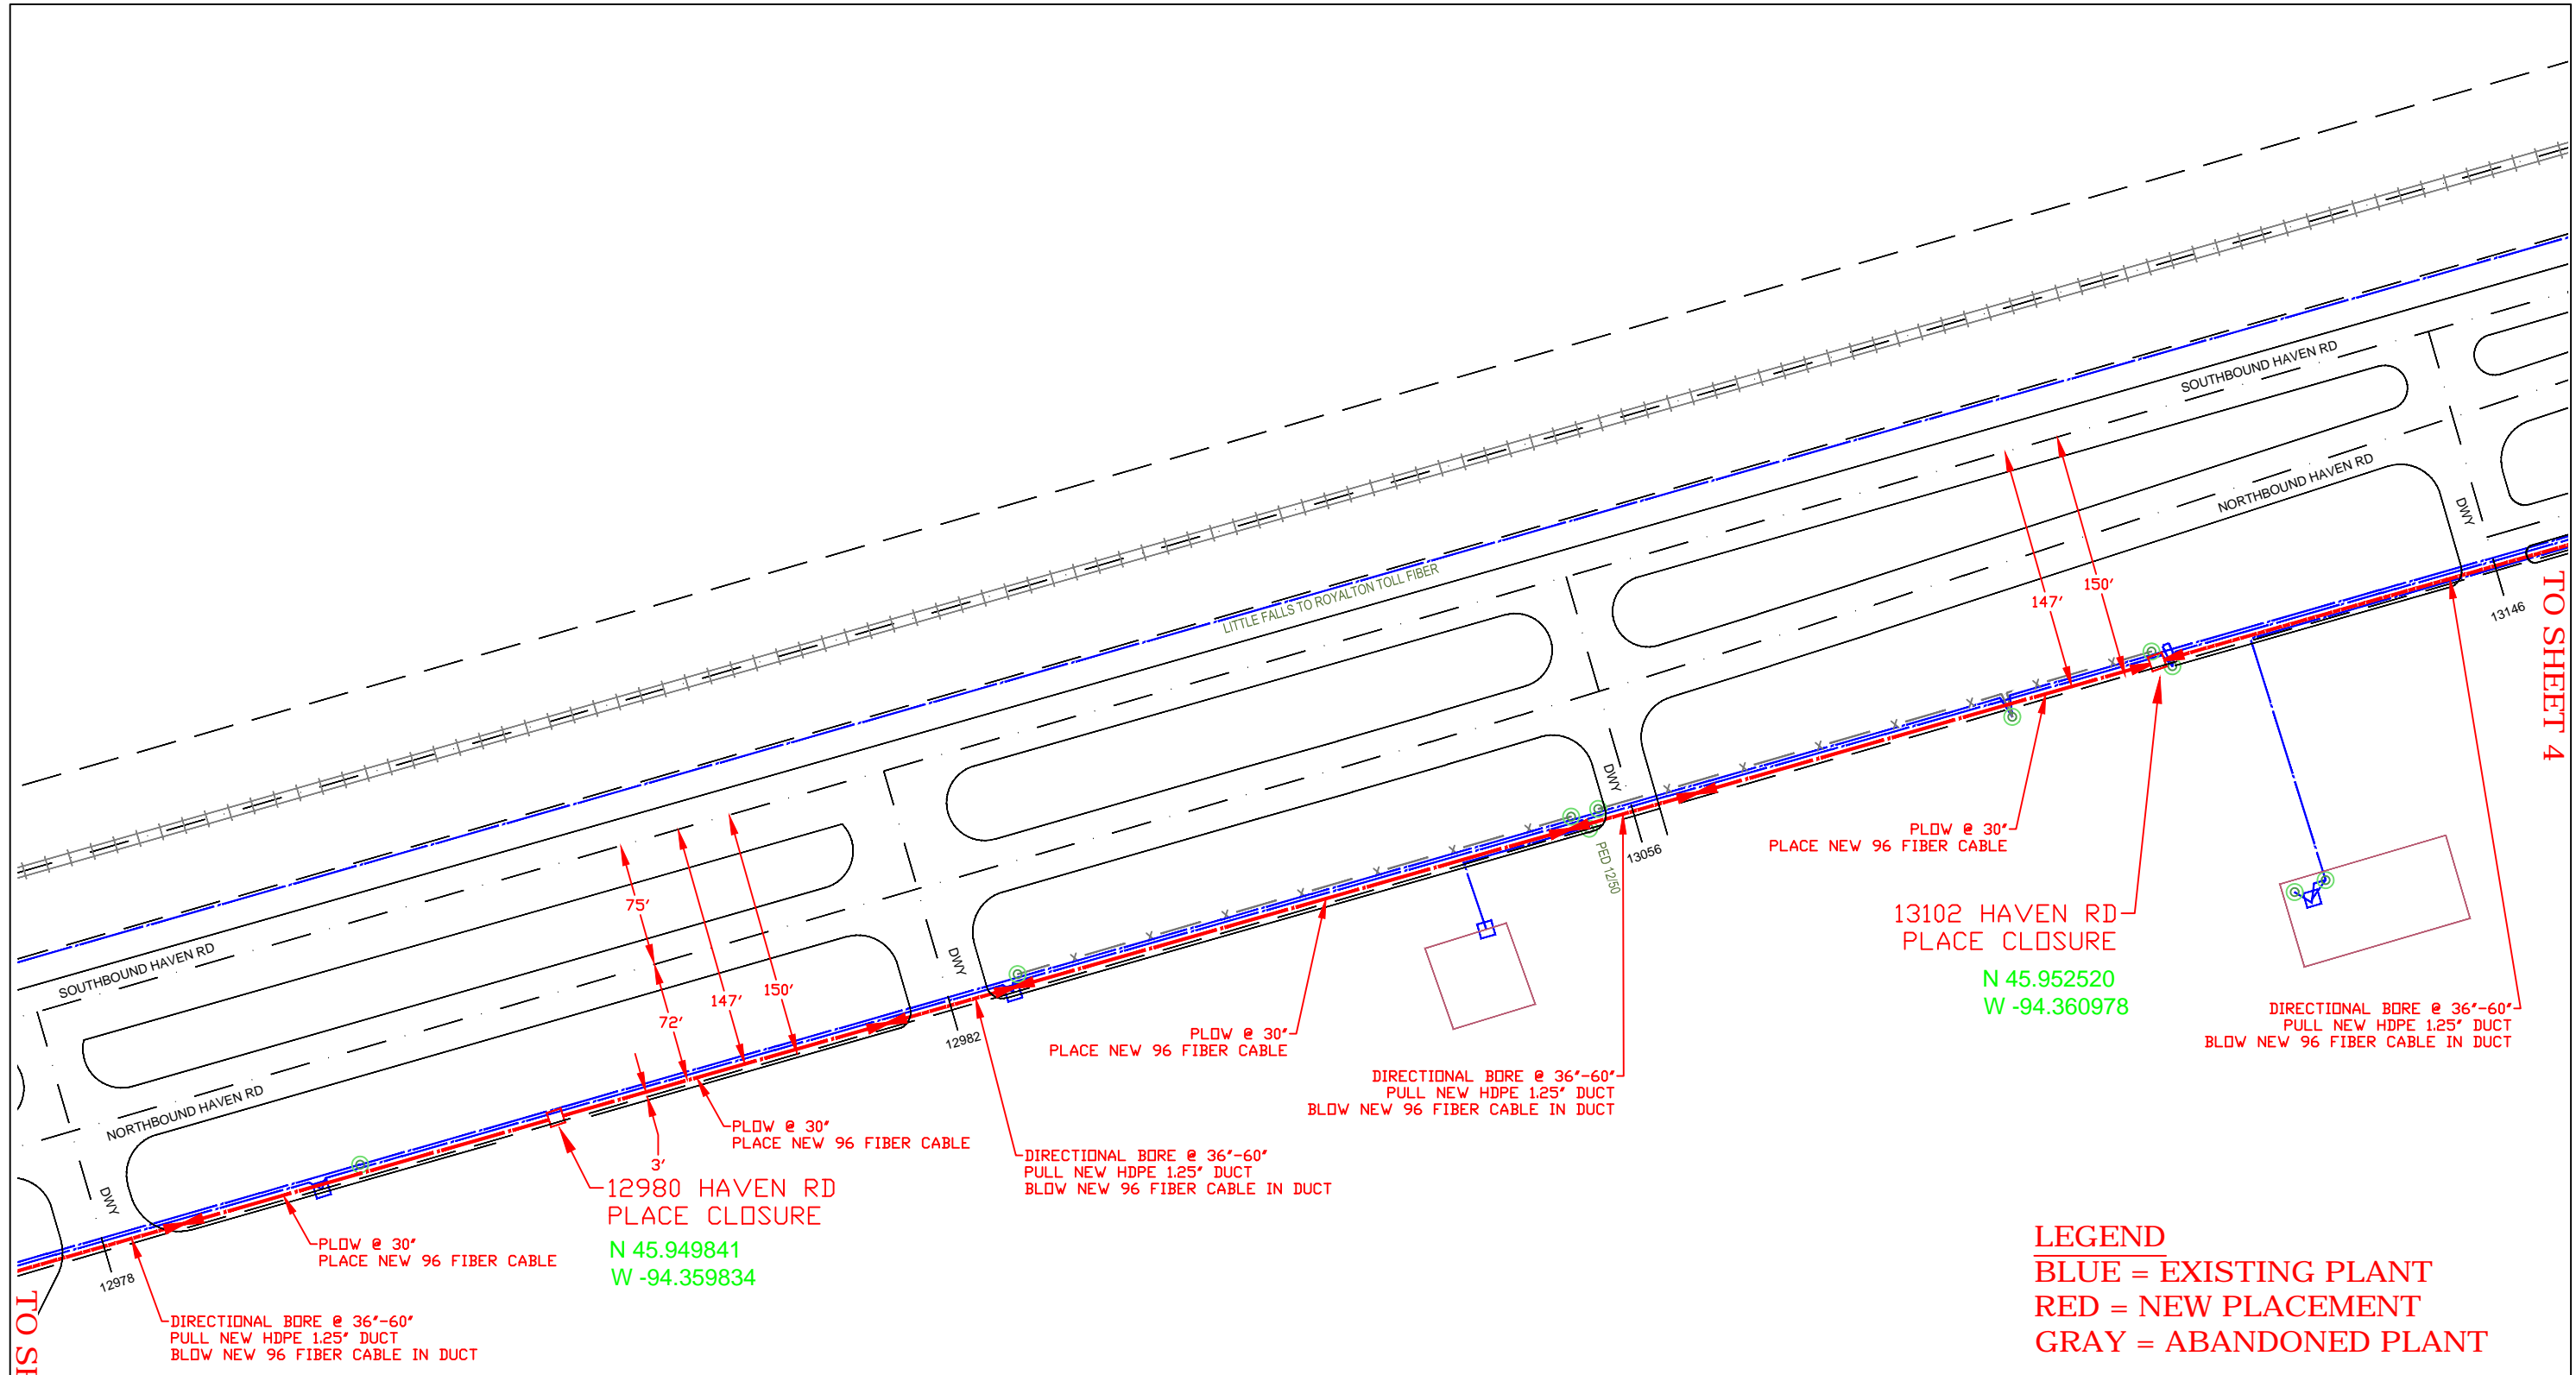 SOUTHBOUND HAVEN RD
NORTHBOUND HAVEN RD
DWY
13146
TO SHEET 4
147′
150′
LITTLE FALLS TO ROYALTON TOLL FIBER
DWY
13056
PED 12/50
PLOW @ 30″
PLACE NEW 96 FIBER CABLE
13102 HAVEN RD
PLACE CLOSURE
N 45.952520
W -94.360978
DIRECTIONAL BORE @ 36″-60″
PULL NEW HDPE 1.25″ DUCT
BLOW NEW 96 FIBER CABLE IN DUCT
75′
72′
147′
150′
DWY
12982
PLOW @ 30″
PLACE NEW 96 FIBER CABLE
DIRECTIONAL BORE @ 36″-60″
PULL NEW HDPE 1.25″ DUCT
BLOW NEW 96 FIBER CABLE IN DUCT
SOUTHBOUND HAVEN RD
NORTHBOUND HAVEN RD
PLOW @ 30″
PLACE NEW 96 FIBER CABLE
3′
DIRECTIONAL BORE @ 36″-60″
PULL NEW HDPE 1.25″ DUCT
BLOW NEW 96 FIBER CABLE IN DUCT
12980 HAVEN RD
PLACE CLOSURE
N 45.949841
W -94.359834
DWY
12978
PLOW @ 30″
PLACE NEW 96 FIBER CABLE
DIRECTIONAL BORE @ 36″-60″
PULL NEW HDPE 1.25″ DUCT
BLOW NEW 96 FIBER CABLE IN DUCT
TO
LEGEND
BLUE = EXISTING PLANT
RED = NEW PLACEMENT
GRAY = ABANDONED PLANT